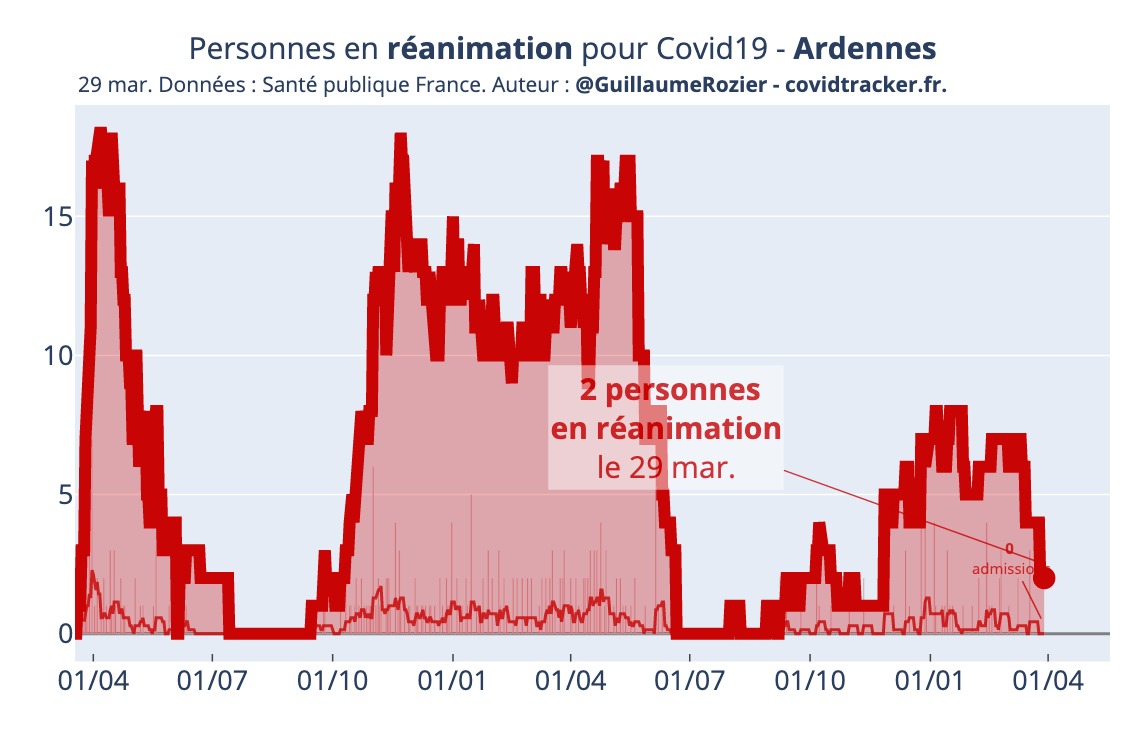 Personnes en réanimation pour Covid19 - Ardennes
29 mar. Données : Santé publique France. Auteur : @GuillaumeRozier - covidtracker.fr.
15
10
5
0
2 personnes
en réanimation
le 29 mar.
0
admissio
01/04 01/07 01/10 01/01 01/04 01/07 01/10 01/01 01/04